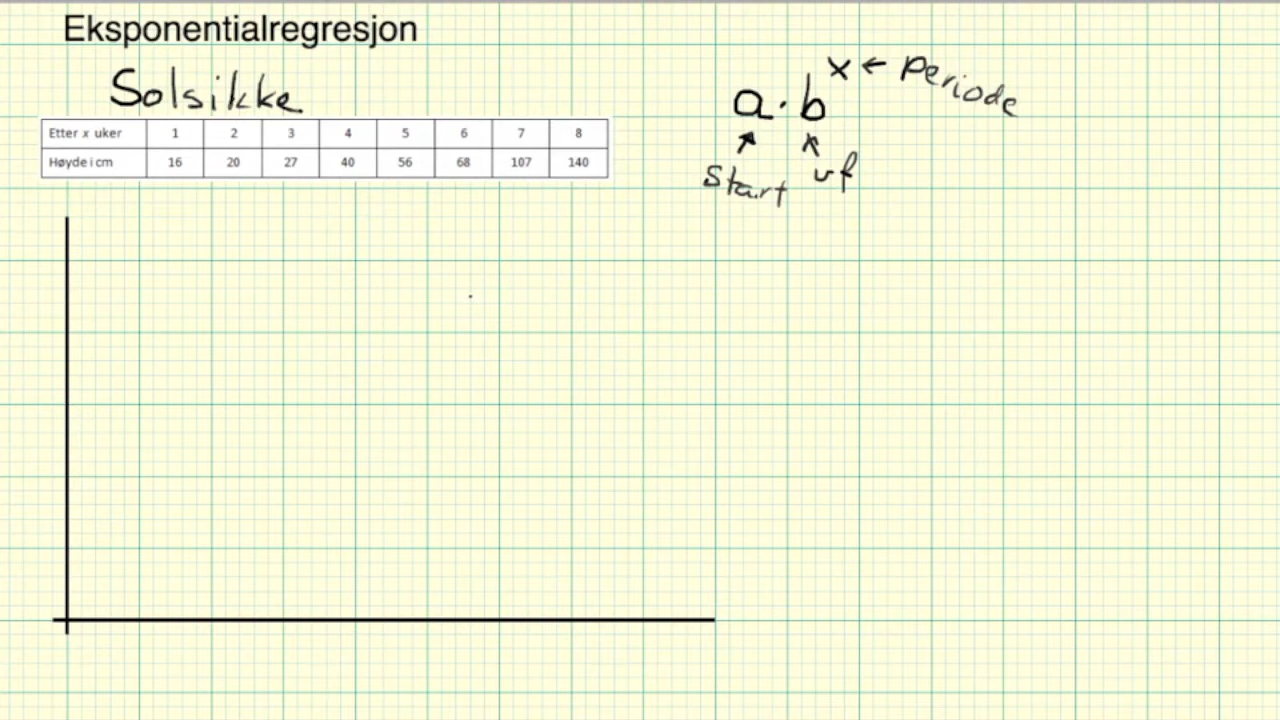 Eksponentialregresjon
Solsikke
Etter x uker 1 2 3 4 5 6 7 8
Høyde i cm 16 20 27 40 56 68 107 140
a · b^x ← Periode
Start vf